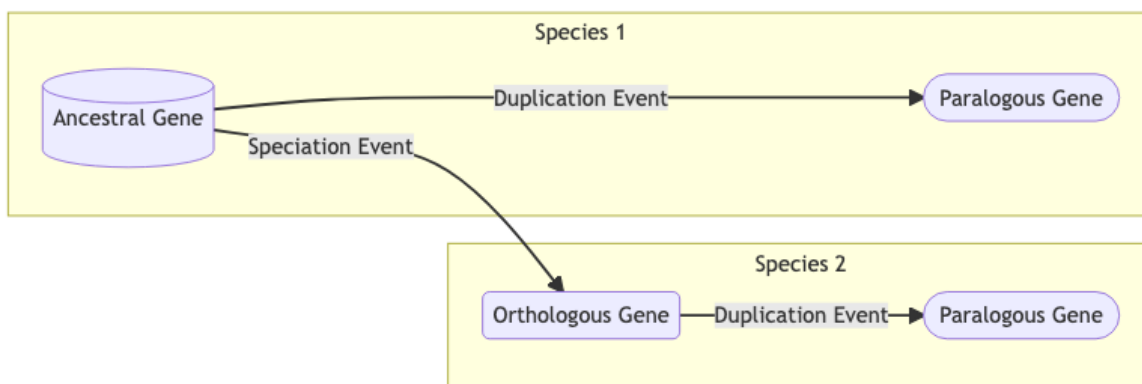 Species 1
Ancestral Gene
Duplication Event
Paralogous Gene
Speciation Event
Species 2
Orthologous Gene
Duplication Event
Paralogous Gene